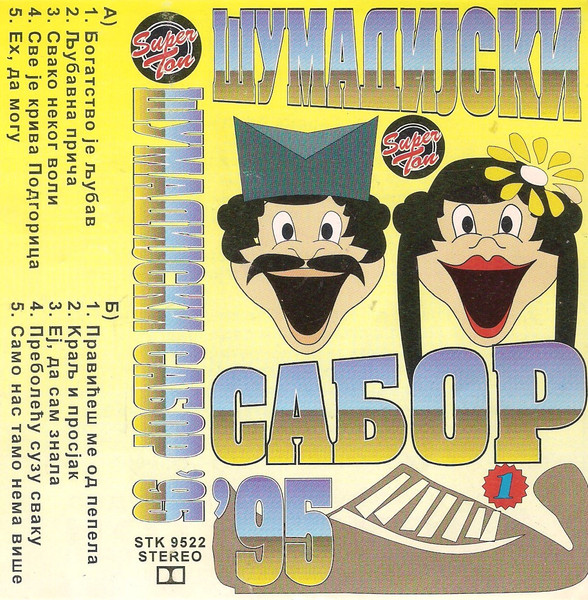 А)
1. Богатство је љубав
2. Љубавна прича
3. Свако неког воли
4. Све је крива Подгорица
5. Ех, да могу
Б)
1. Правићеш ме од пепела
2. Краљ и просјак
3. Еј, да сам знала
4. Преболећу сузу сваку
5. Само нас тамо нема више
Super
Ton
ШУМАДИЈСКИ САБОР '95
STK 9522
STEREO
ШУМАДИЈСКИ
Super
Ton
САБОР
1
'95